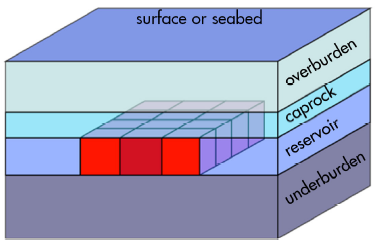 surface or seabed
overburden
caprock
reservoir
underburden